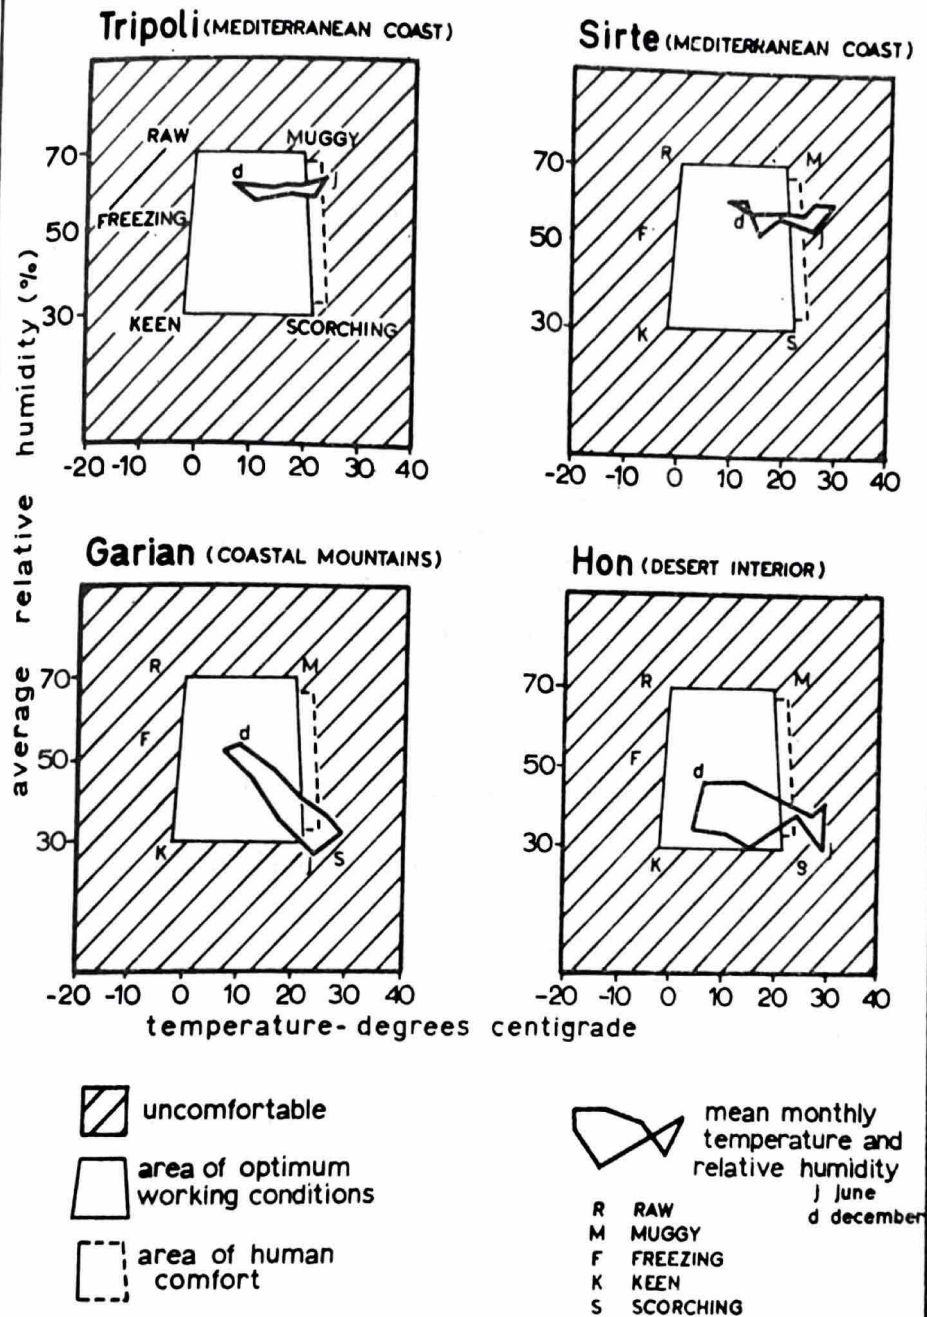 Tripoli (MEDITERRANEAN COAST)
RAW
MUGGY
70
d
j
FREEZING
50
30
KEEN
SCORCHING
-20 -10 0 10 20 30 40
Sirte (MEDITERRANEAN COAST)
R
M
70
d
F
50
j
30
K
S
-20 -10 0 10 20 30 40
average relative humidity (%)
Garian (COASTAL MOUNTAINS)
R
M
70
F
d
50
30
K
j
S
-20 -10 0 10 20 30 40
Hon (DESERT INTERIOR)
R
M
70
F
50
d
30
j
K
S
-20 -10 0 10 20 30 40
temperature- degrees centigrade
uncomfortable
area of optimum
working conditions
area of human
comfort
mean monthly
temperature and
relative humidity
j june
d december
R RAW
M MUGGY
F FREEZING
K KEEN
S SCORCHING